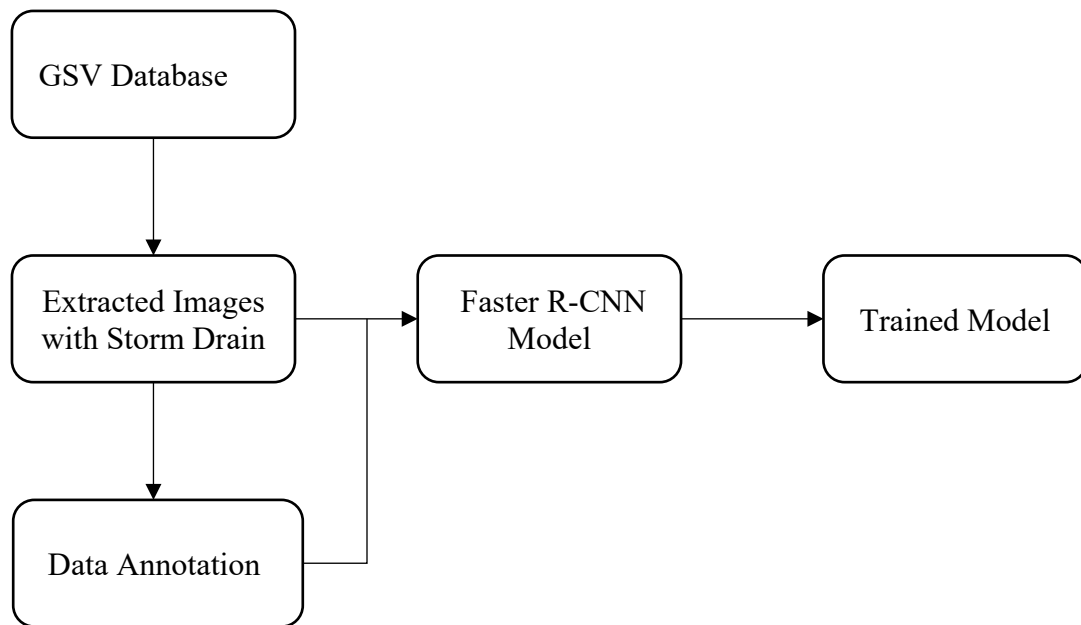 GSV Database
Extracted Images
with Storm Drain
Faster R-CNN
Model
Trained Model
Data Annotation